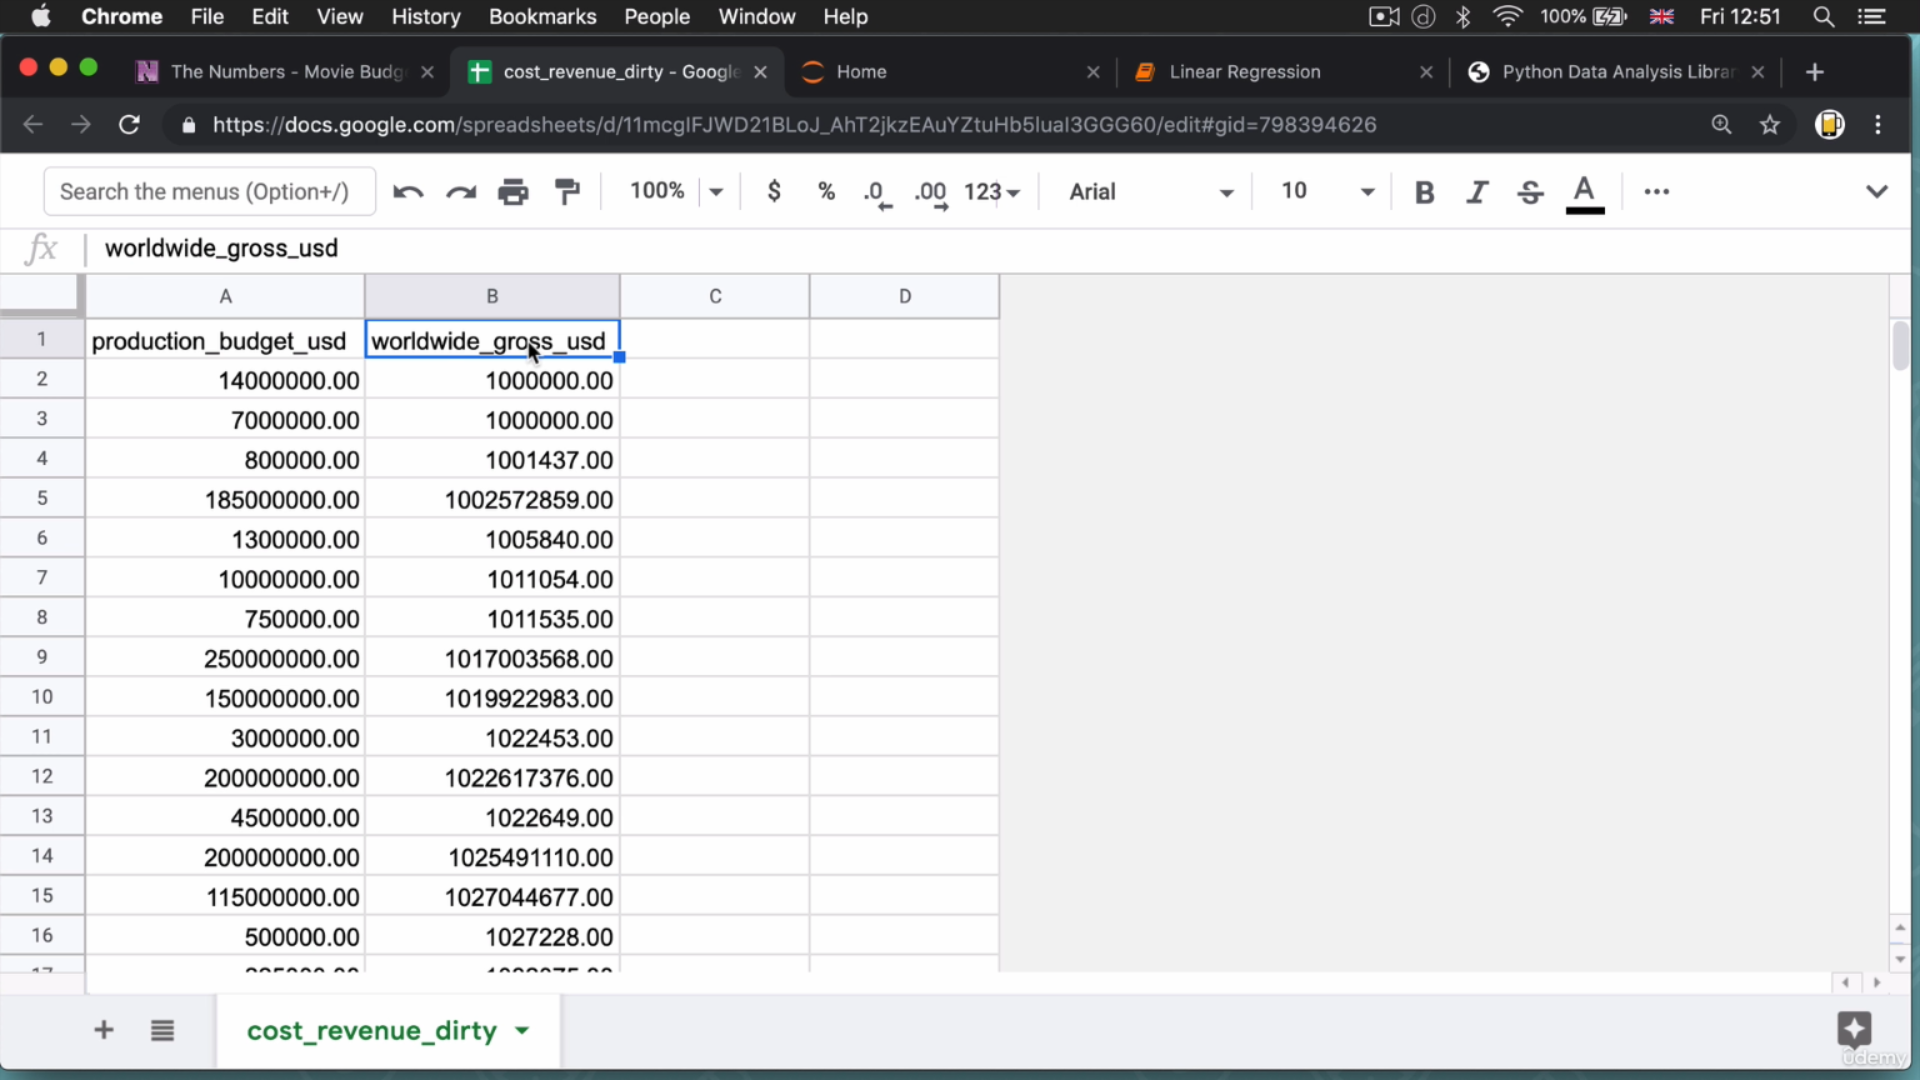 Chrome File Edit View History Bookmarks People Window Help 100% Fri 12:51
The Numbers - Movie Budg cost_revenue_dirty - Google Home Linear Regression Python Data Analysis Librar
https://docs.google.com/spreadsheets/d/11mcgIFJWD21BLoJ_AhT2jkzEAuYZtuHb5luaI3GGG60/edit#gid=798394626
Search the menus (Option+/) 100% $ % .0 .00 123 Arial 10 B I S A
fx worldwide_gross_usd
A B C D
1 production_budget_usd worldwide_gross_usd
2 14000000.00 1000000.00
3 7000000.00 1000000.00
4 800000.00 1001437.00
5 185000000.00 1002572859.00
6 1300000.00 1005840.00
7 10000000.00 1011054.00
8 750000.00 1011535.00
9 250000000.00 1017003568.00
10 150000000.00 1019922983.00
11 3000000.00 1022453.00
12 200000000.00 1022617376.00
13 4500000.00 1022649.00
14 200000000.00 1025491110.00
15 115000000.00 1027044677.00
16 500000.00 1027228.00
17
cost_revenue_dirty
udemy